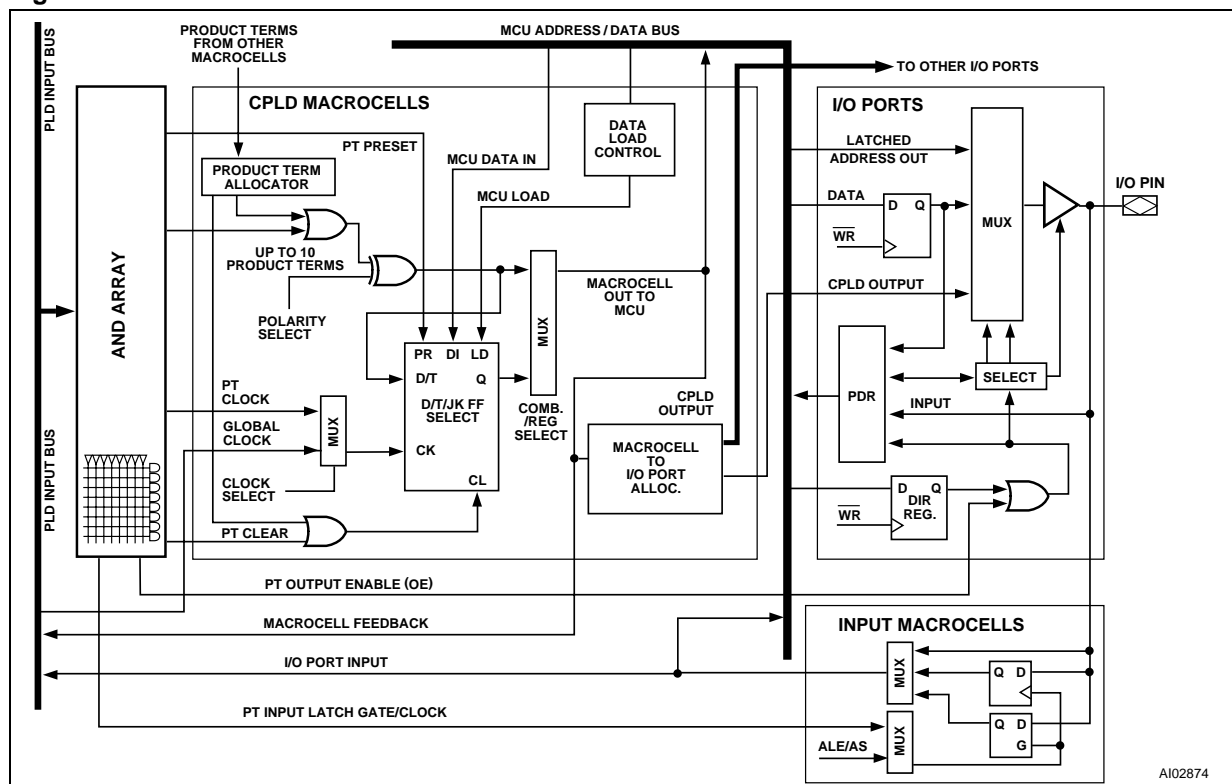 PRODUCT TERMS
FROM OTHER
MACROCELLS
MCU ADDRESS / DATA BUS
TO OTHER I/O PORTS
PLD INPUT BUS
AND ARRAY
CPLD MACROCELLS
I/O PORTS
PT PRESET
MCU DATA IN
MCU LOAD
DATA
LOAD
CONTROL
LATCHED
ADDRESS OUT
I/O PIN
PRODUCT TERM
ALLOCATOR
DATA
D Q
WR
MUX
UP TO 10
PRODUCT TERMS
POLARITY
SELECT
MUX
MACROCELL
OUT TO
MCU
CPLD OUTPUT
PR DI LD
D/T Q
D/T/JK FF
SELECT
CK
CL
COMB.
/REG
SELECT
CPLD
OUTPUT
PDR
SELECT
INPUT
PT
CLOCK
GLOBAL
CLOCK
MUX
CLOCK
SELECT
MACROCELL
TO
I/O PORT
ALLOC.
D Q
DIR
REG.
WR
PT CLEAR
PLD INPUT BUS
PT OUTPUT ENABLE (OE)
MACROCELL FEEDBACK
I/O PORT INPUT
INPUT MACROCELLS
MUX
Q D
Q D
G
PT INPUT LATCH GATE/CLOCK
MUX
ALE/AS
AI02874